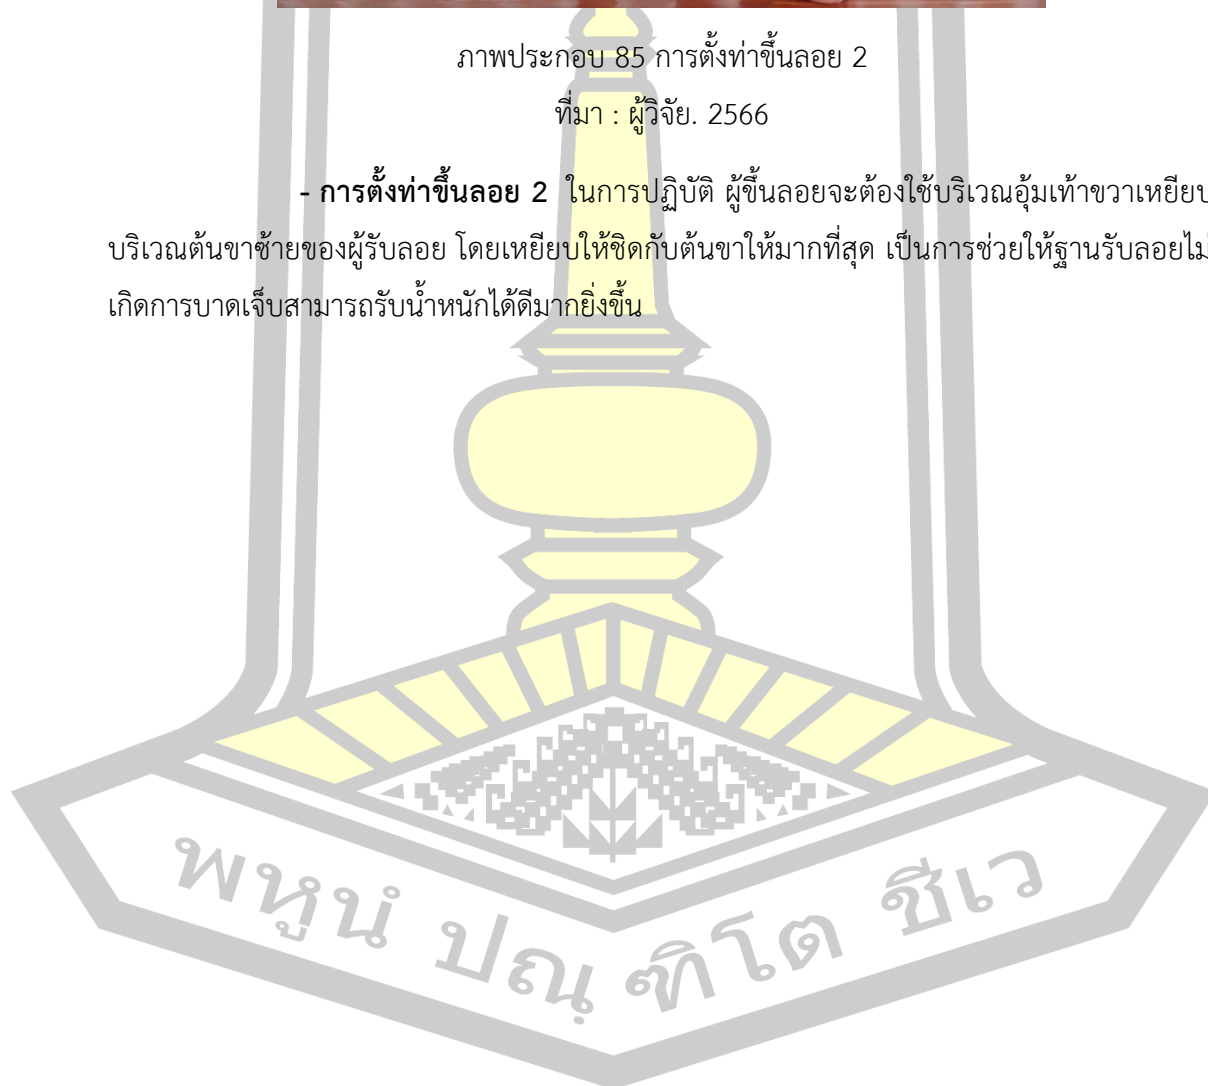 ภาพประกอบ 85 การตั้งท่าขึ้นลอย 2
ที่มา : ผู้วิจัย. 2566
- การตั้งท่าขึ้นลอย 2 ในการปฏิบัติ ผู้ขึ้นลอยจะต้องใช้บริเวณอุ้มเท้าขวาเหยียบ
บริเวณต้นขาซ้ายของผู้รับลอย โดยเหยียบให้ชิดกับต้นขาให้มากที่สุด เป็นการช่วยให้ฐานรับลอยไม่
เกิดการบาดเจ็บสามารถรับน้ำหนักได้ดีมากยิ่งขึ้น
พหูนํ ปณฺฑิโต ชีเว